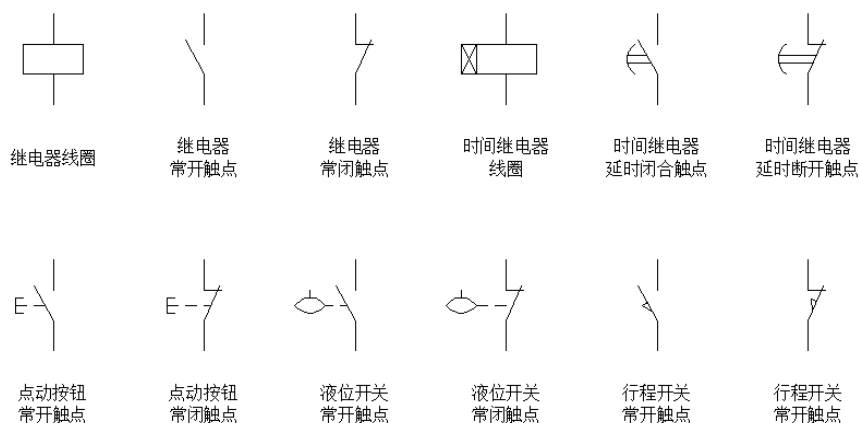 继电器线圈
继电器
常开触点
继电器
常闭触点
时间继电器
线圈
时间继电器
延时闭合触点
时间继电器
延时断开触点
点动按钮
常开触点
点动按钮
常闭触点
液位开关
常开触点
液位开关
常闭触点
行程开关
常开触点
行程开关
常开触点